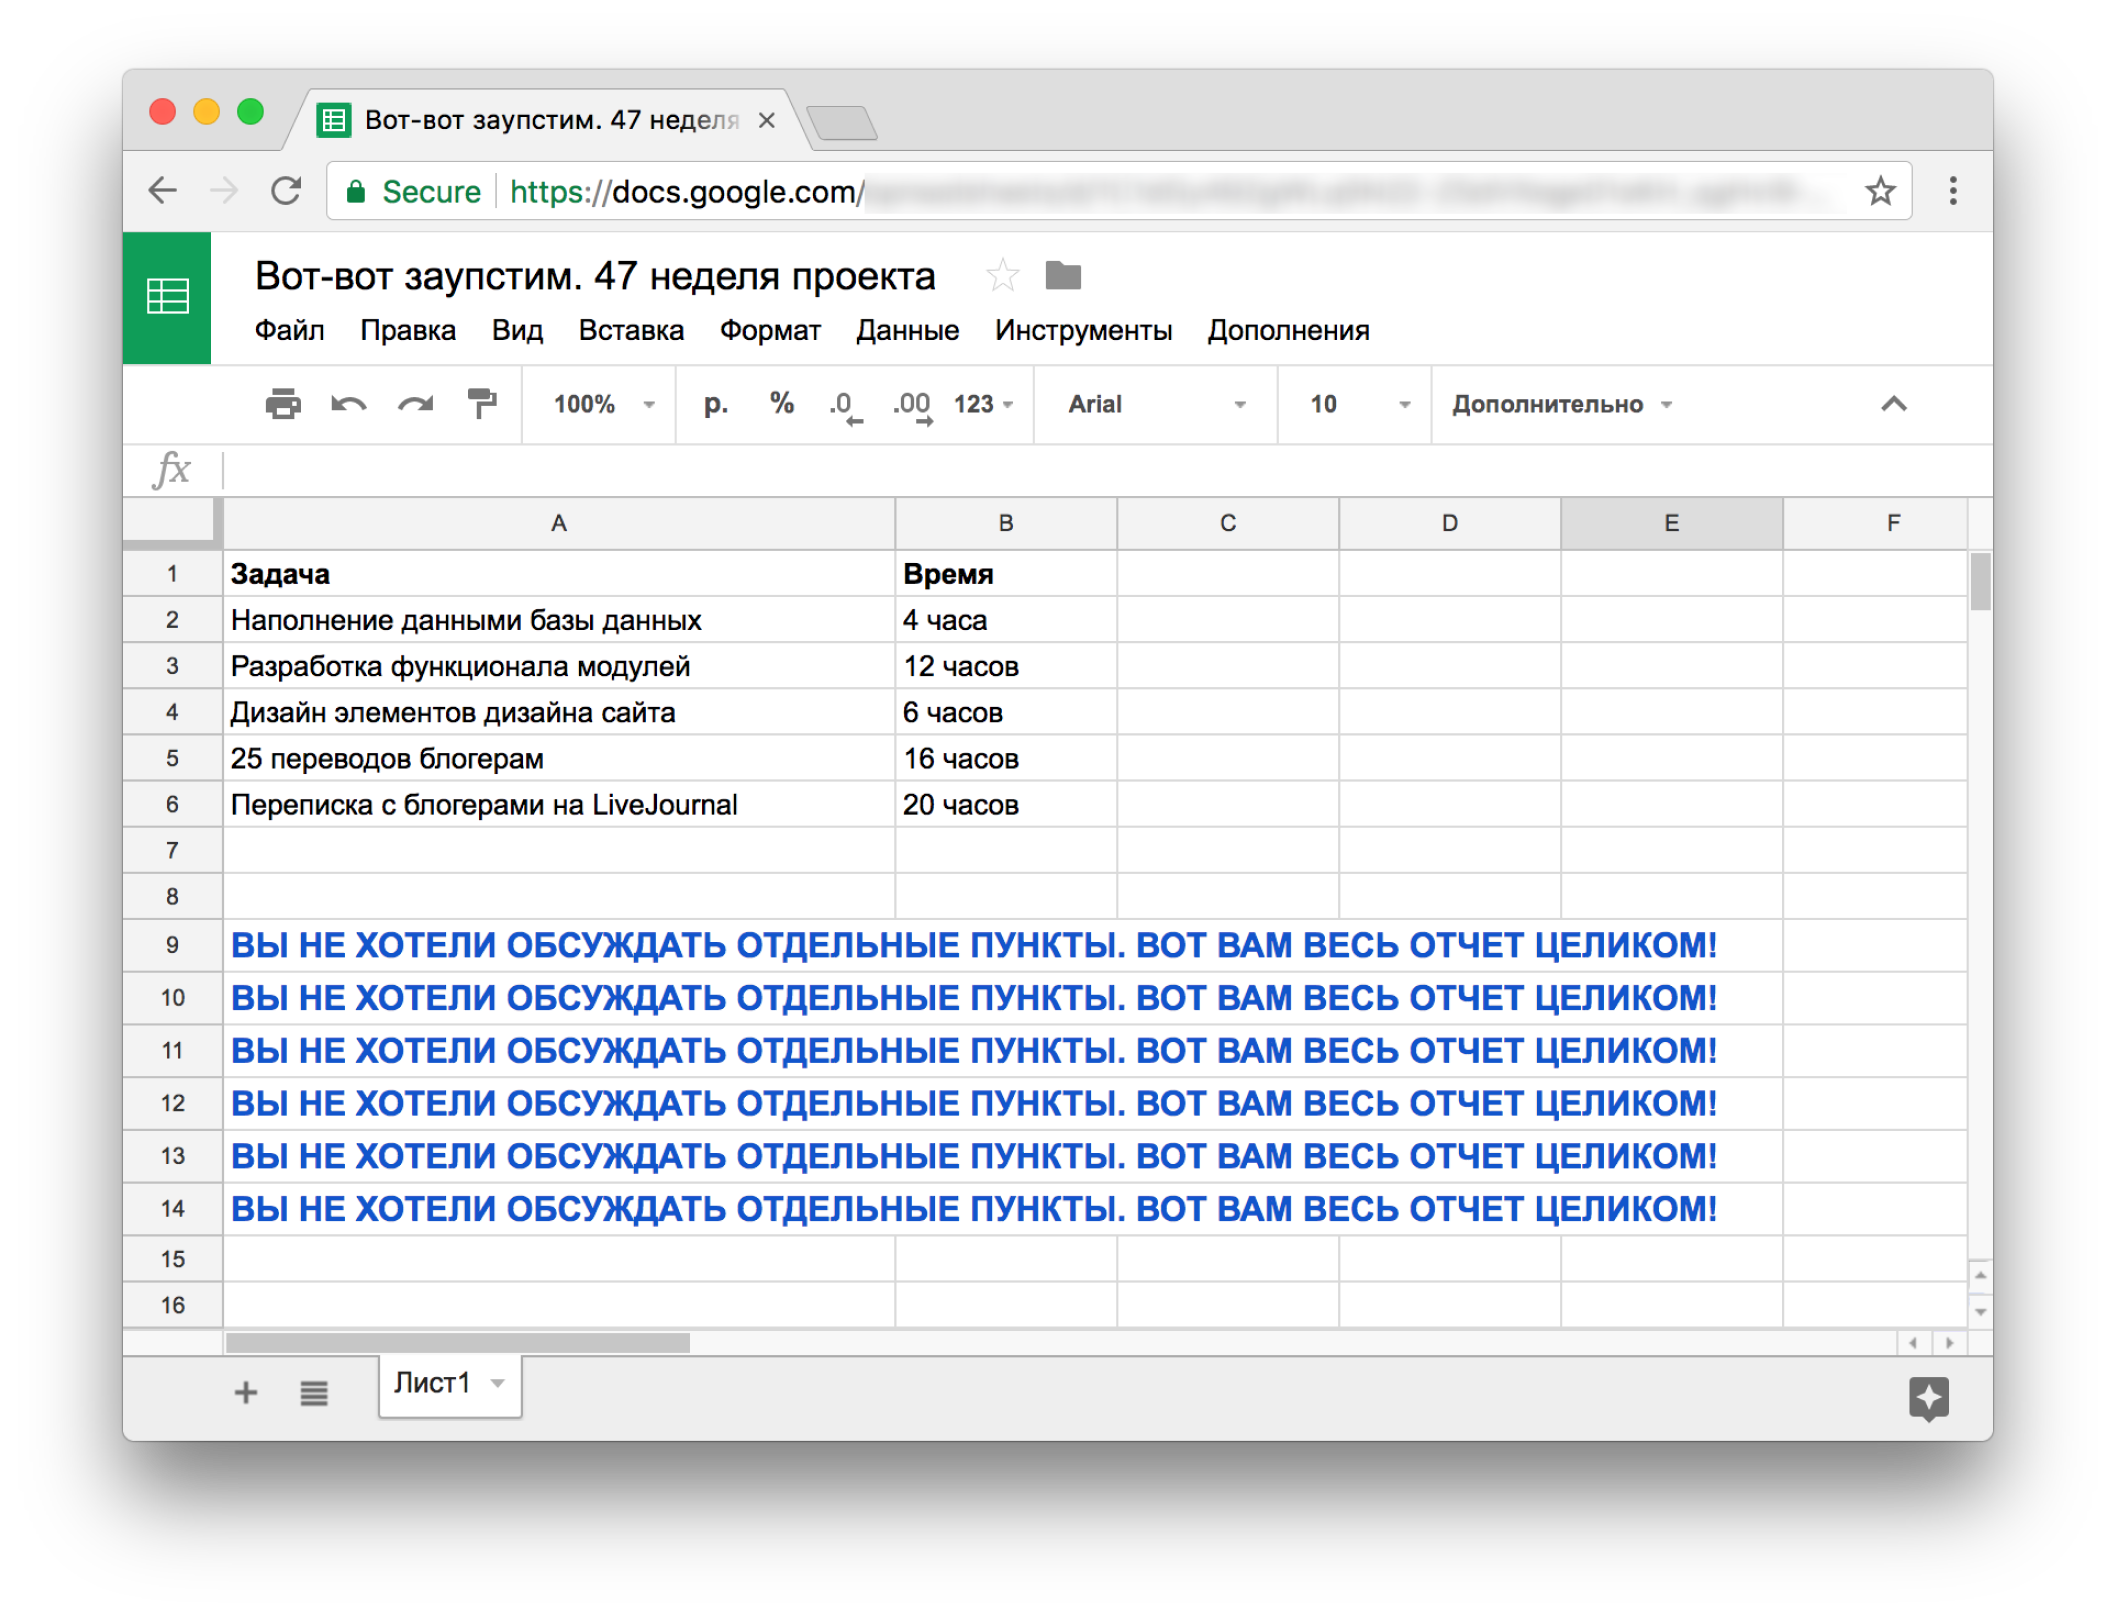 Вот-вот заупстим. 47 неделя
Secure https://docs.google.com/
Вот-вот заупстим. 47 неделя проекта
Файл Правка Вид Вставка Формат Данные Инструменты Дополнения
100% р. % .0 .00 123 Arial 10 Дополнительно
fx
A B C D E F
1 Задача Время
2 Наполнение данными базы данных 4 часа
3 Разработка функционала модулей 12 часов
4 Дизайн элементов дизайна сайта 6 часов
5 25 переводов блогерам 16 часов
6 Переписка с блогерами на LiveJournal 20 часов
7
8
9 ВЫ НЕ ХОТЕЛИ ОБСУЖДАТЬ ОТДЕЛЬНЫЕ ПУНКТЫ. ВОТ ВАМ ВЕСЬ ОТЧЕТ ЦЕЛИКОМ!
10 ВЫ НЕ ХОТЕЛИ ОБСУЖДАТЬ ОТДЕЛЬНЫЕ ПУНКТЫ. ВОТ ВАМ ВЕСЬ ОТЧЕТ ЦЕЛИКОМ!
11 ВЫ НЕ ХОТЕЛИ ОБСУЖДАТЬ ОТДЕЛЬНЫЕ ПУНКТЫ. ВОТ ВАМ ВЕСЬ ОТЧЕТ ЦЕЛИКОМ!
12 ВЫ НЕ ХОТЕЛИ ОБСУЖДАТЬ ОТДЕЛЬНЫЕ ПУНКТЫ. ВОТ ВАМ ВЕСЬ ОТЧЕТ ЦЕЛИКОМ!
13 ВЫ НЕ ХОТЕЛИ ОБСУЖДАТЬ ОТДЕЛЬНЫЕ ПУНКТЫ. ВОТ ВАМ ВЕСЬ ОТЧЕТ ЦЕЛИКОМ!
14 ВЫ НЕ ХОТЕЛИ ОБСУЖДАТЬ ОТДЕЛЬНЫЕ ПУНКТЫ. ВОТ ВАМ ВЕСЬ ОТЧЕТ ЦЕЛИКОМ!
15
16
Лист1